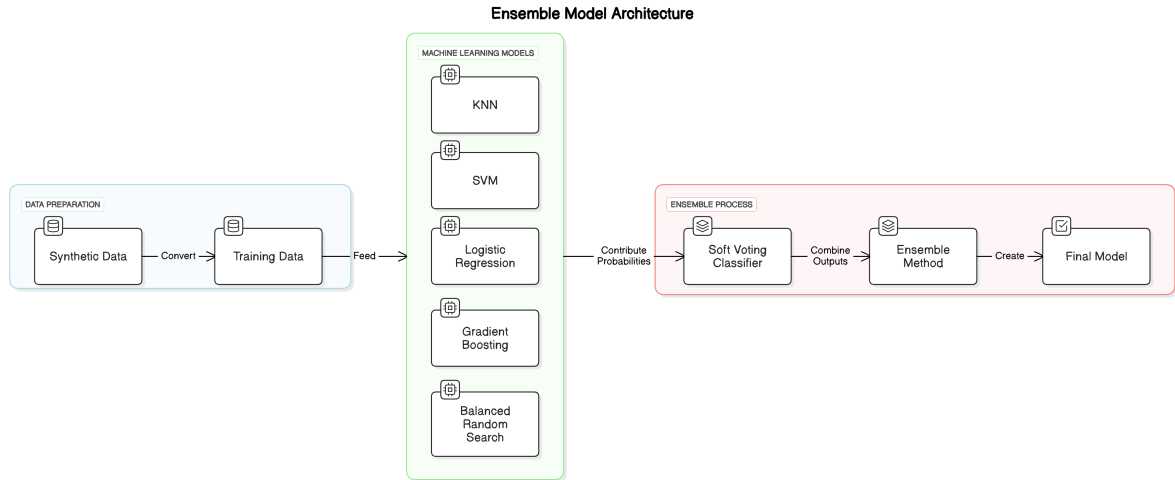 Ensemble Model Architecture
MACHINE LEARNING MODELS
KNN
SVM
Logistic
Regression
Gradient
Boosting
Balanced
Random
Search
DATA PREPARATION
Synthetic Data
Convert
Training Data
Feed
Contribute
Probabilities
ENSEMBLE PROCESS
Soft Voting
Classifier
Combine
Outputs
Ensemble
Method
Create
Final Model